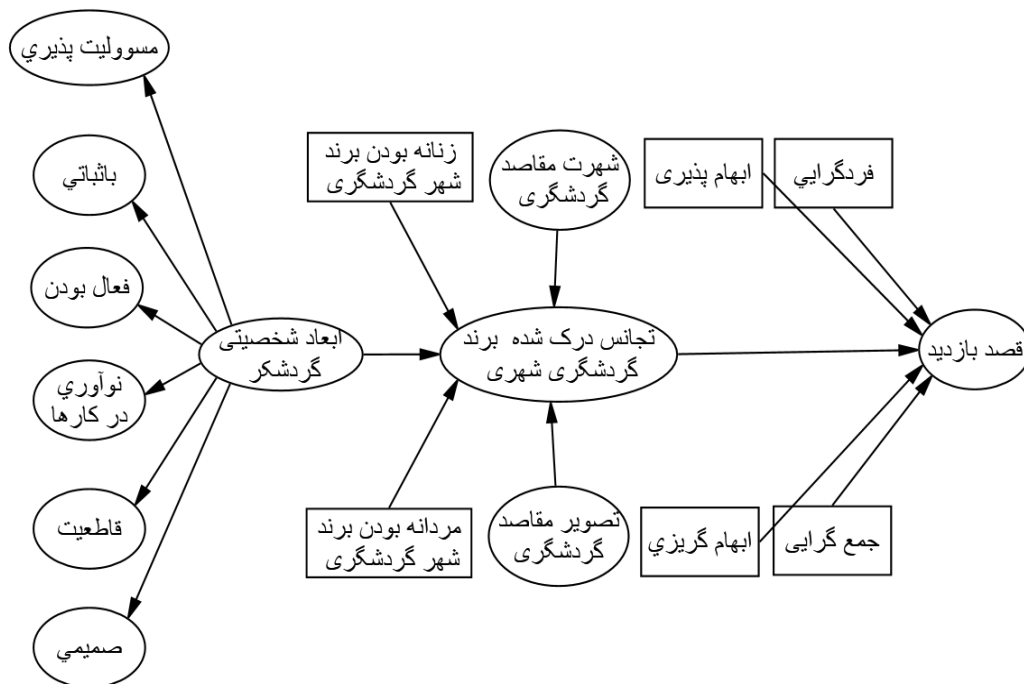 مسوولیت پذیري
باثباتي
فعال بودن
نوآوري
در کارها
قاطعیت
صمیمي
ابعاد شخصیتی
گردشگر
زنانه بودن برند
شهر گردشگری
شهرت مقاصد
گردشگری
تجانس درک شده برند
گردشگری شهری
مردانه بودن برند
شهر گردشگری
تصویر مقاصد
گردشگری
ابهام پذیری
فردگرایي
ابهام گریزي
جمع گرایی
قصد بازدید